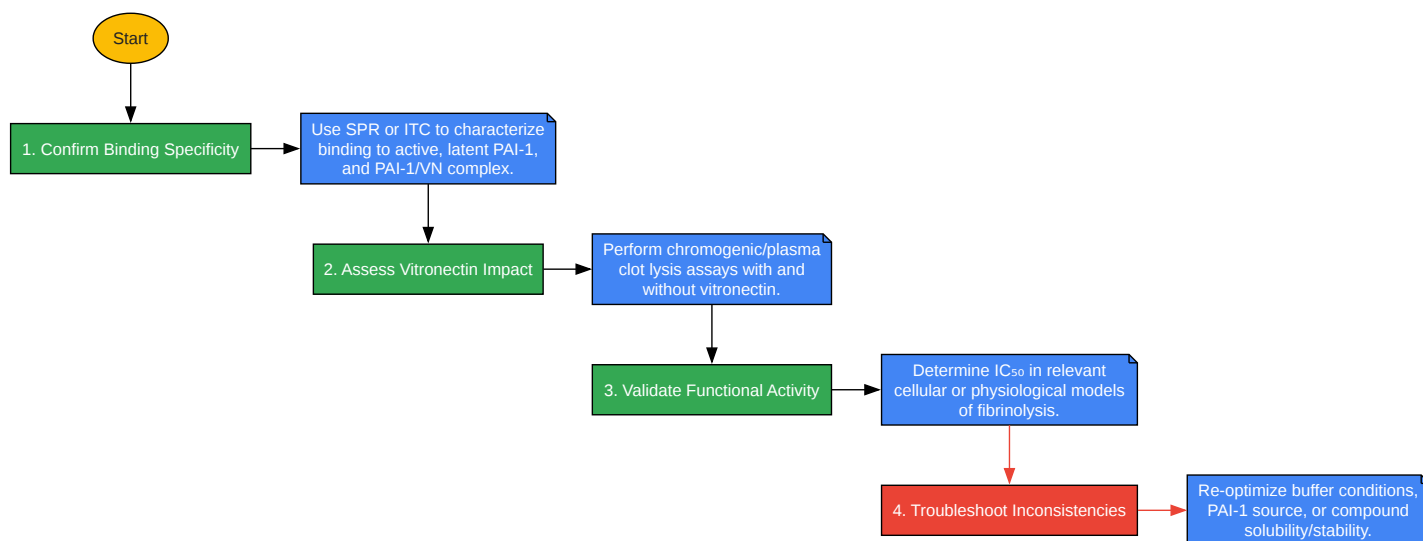 Start
1. Confirm Binding Specificity
Use SPR or ITC to characterize
binding to active, latent PAI-1,
and PAI-1/VN complex.
2. Assess Vitronectin Impact
Perform chromogenic/plasma
clot lysis assays with and
without vitronectin.
3. Validate Functional Activity
Determine IC₅₀ in relevant
cellular or physiological models
of fibrinolysis.
4. Troubleshoot Inconsistencies
Re-optimize buffer conditions,
PAI-1 source, or compound
solubility/stability.